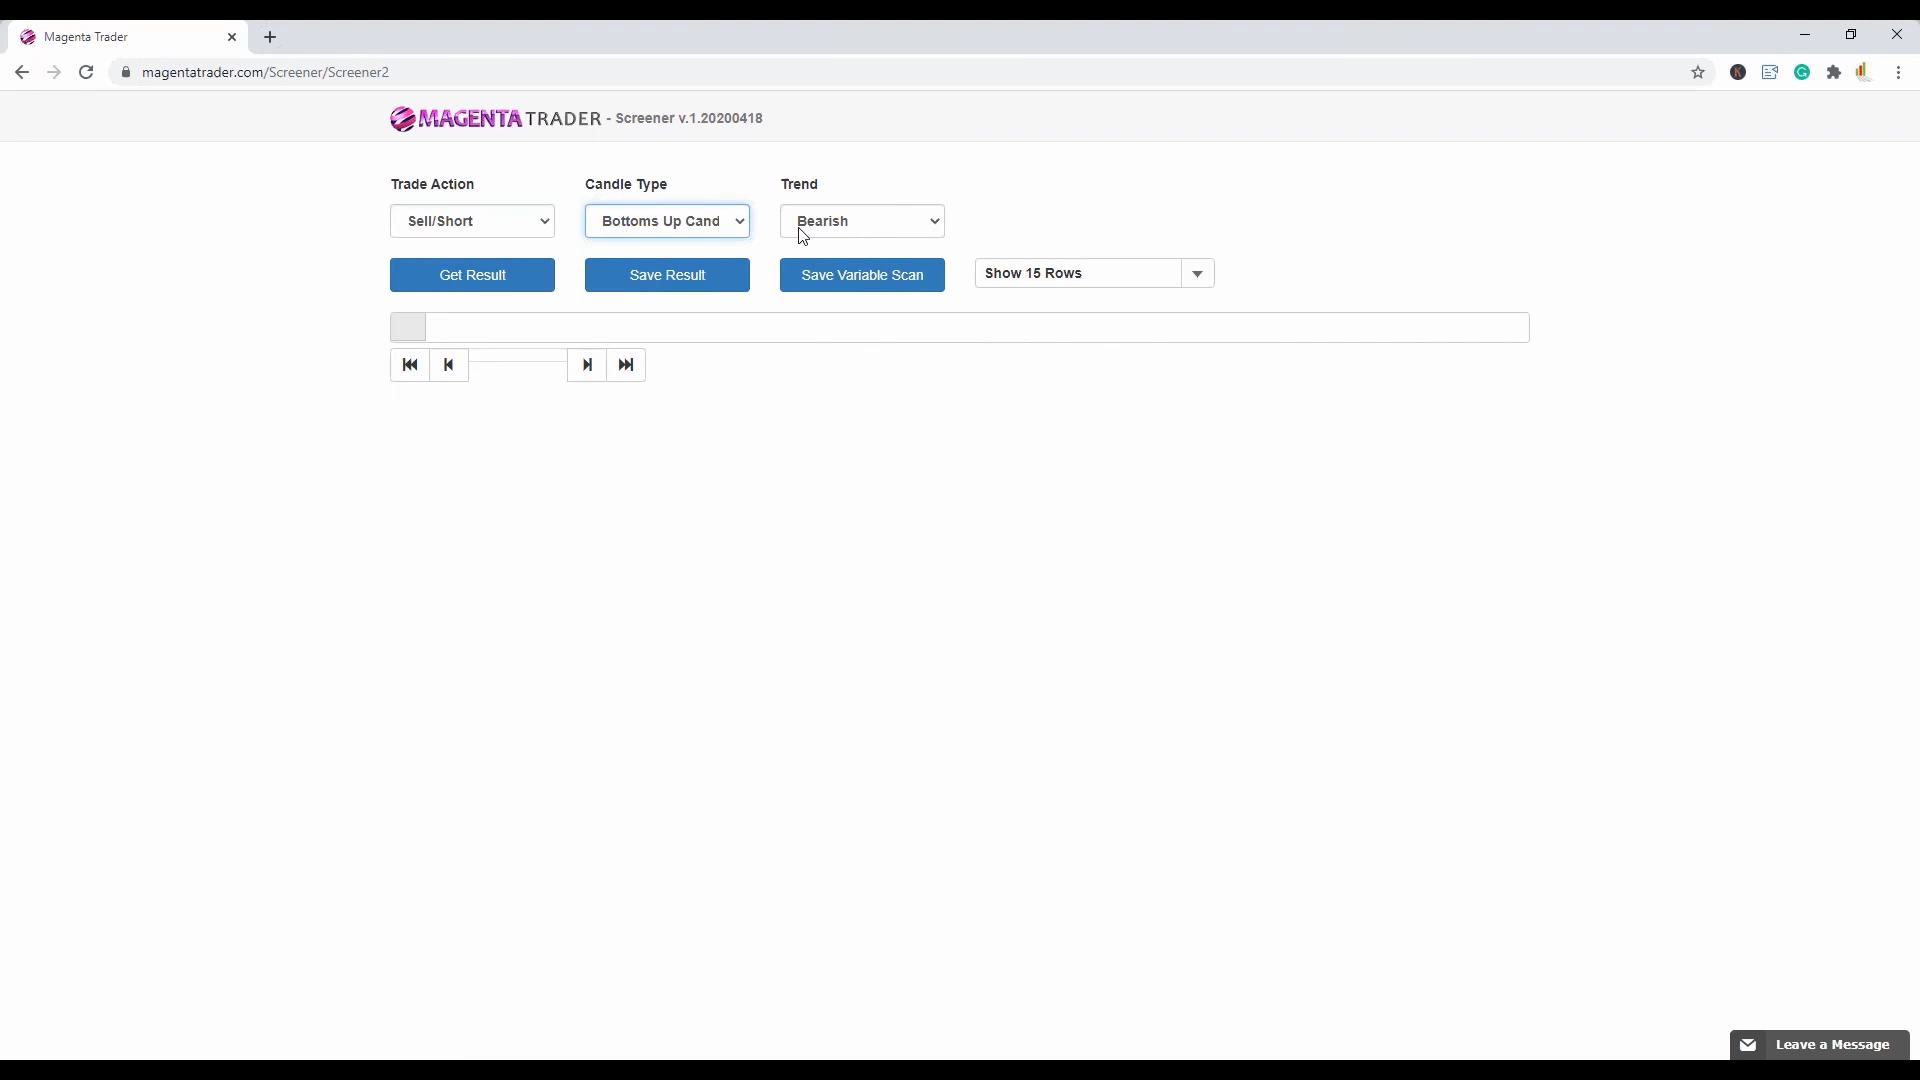 Magenta Trader
magentatrader.com/Screener/Screener2
MAGENTA TRADER - Screener v.1.20200418
Trade Action Candle Type Trend
Sell/Short Bottoms Up Cand Bearish
Get Result Save Result Save Variable Scan Show 15 Rows
Leave a Message